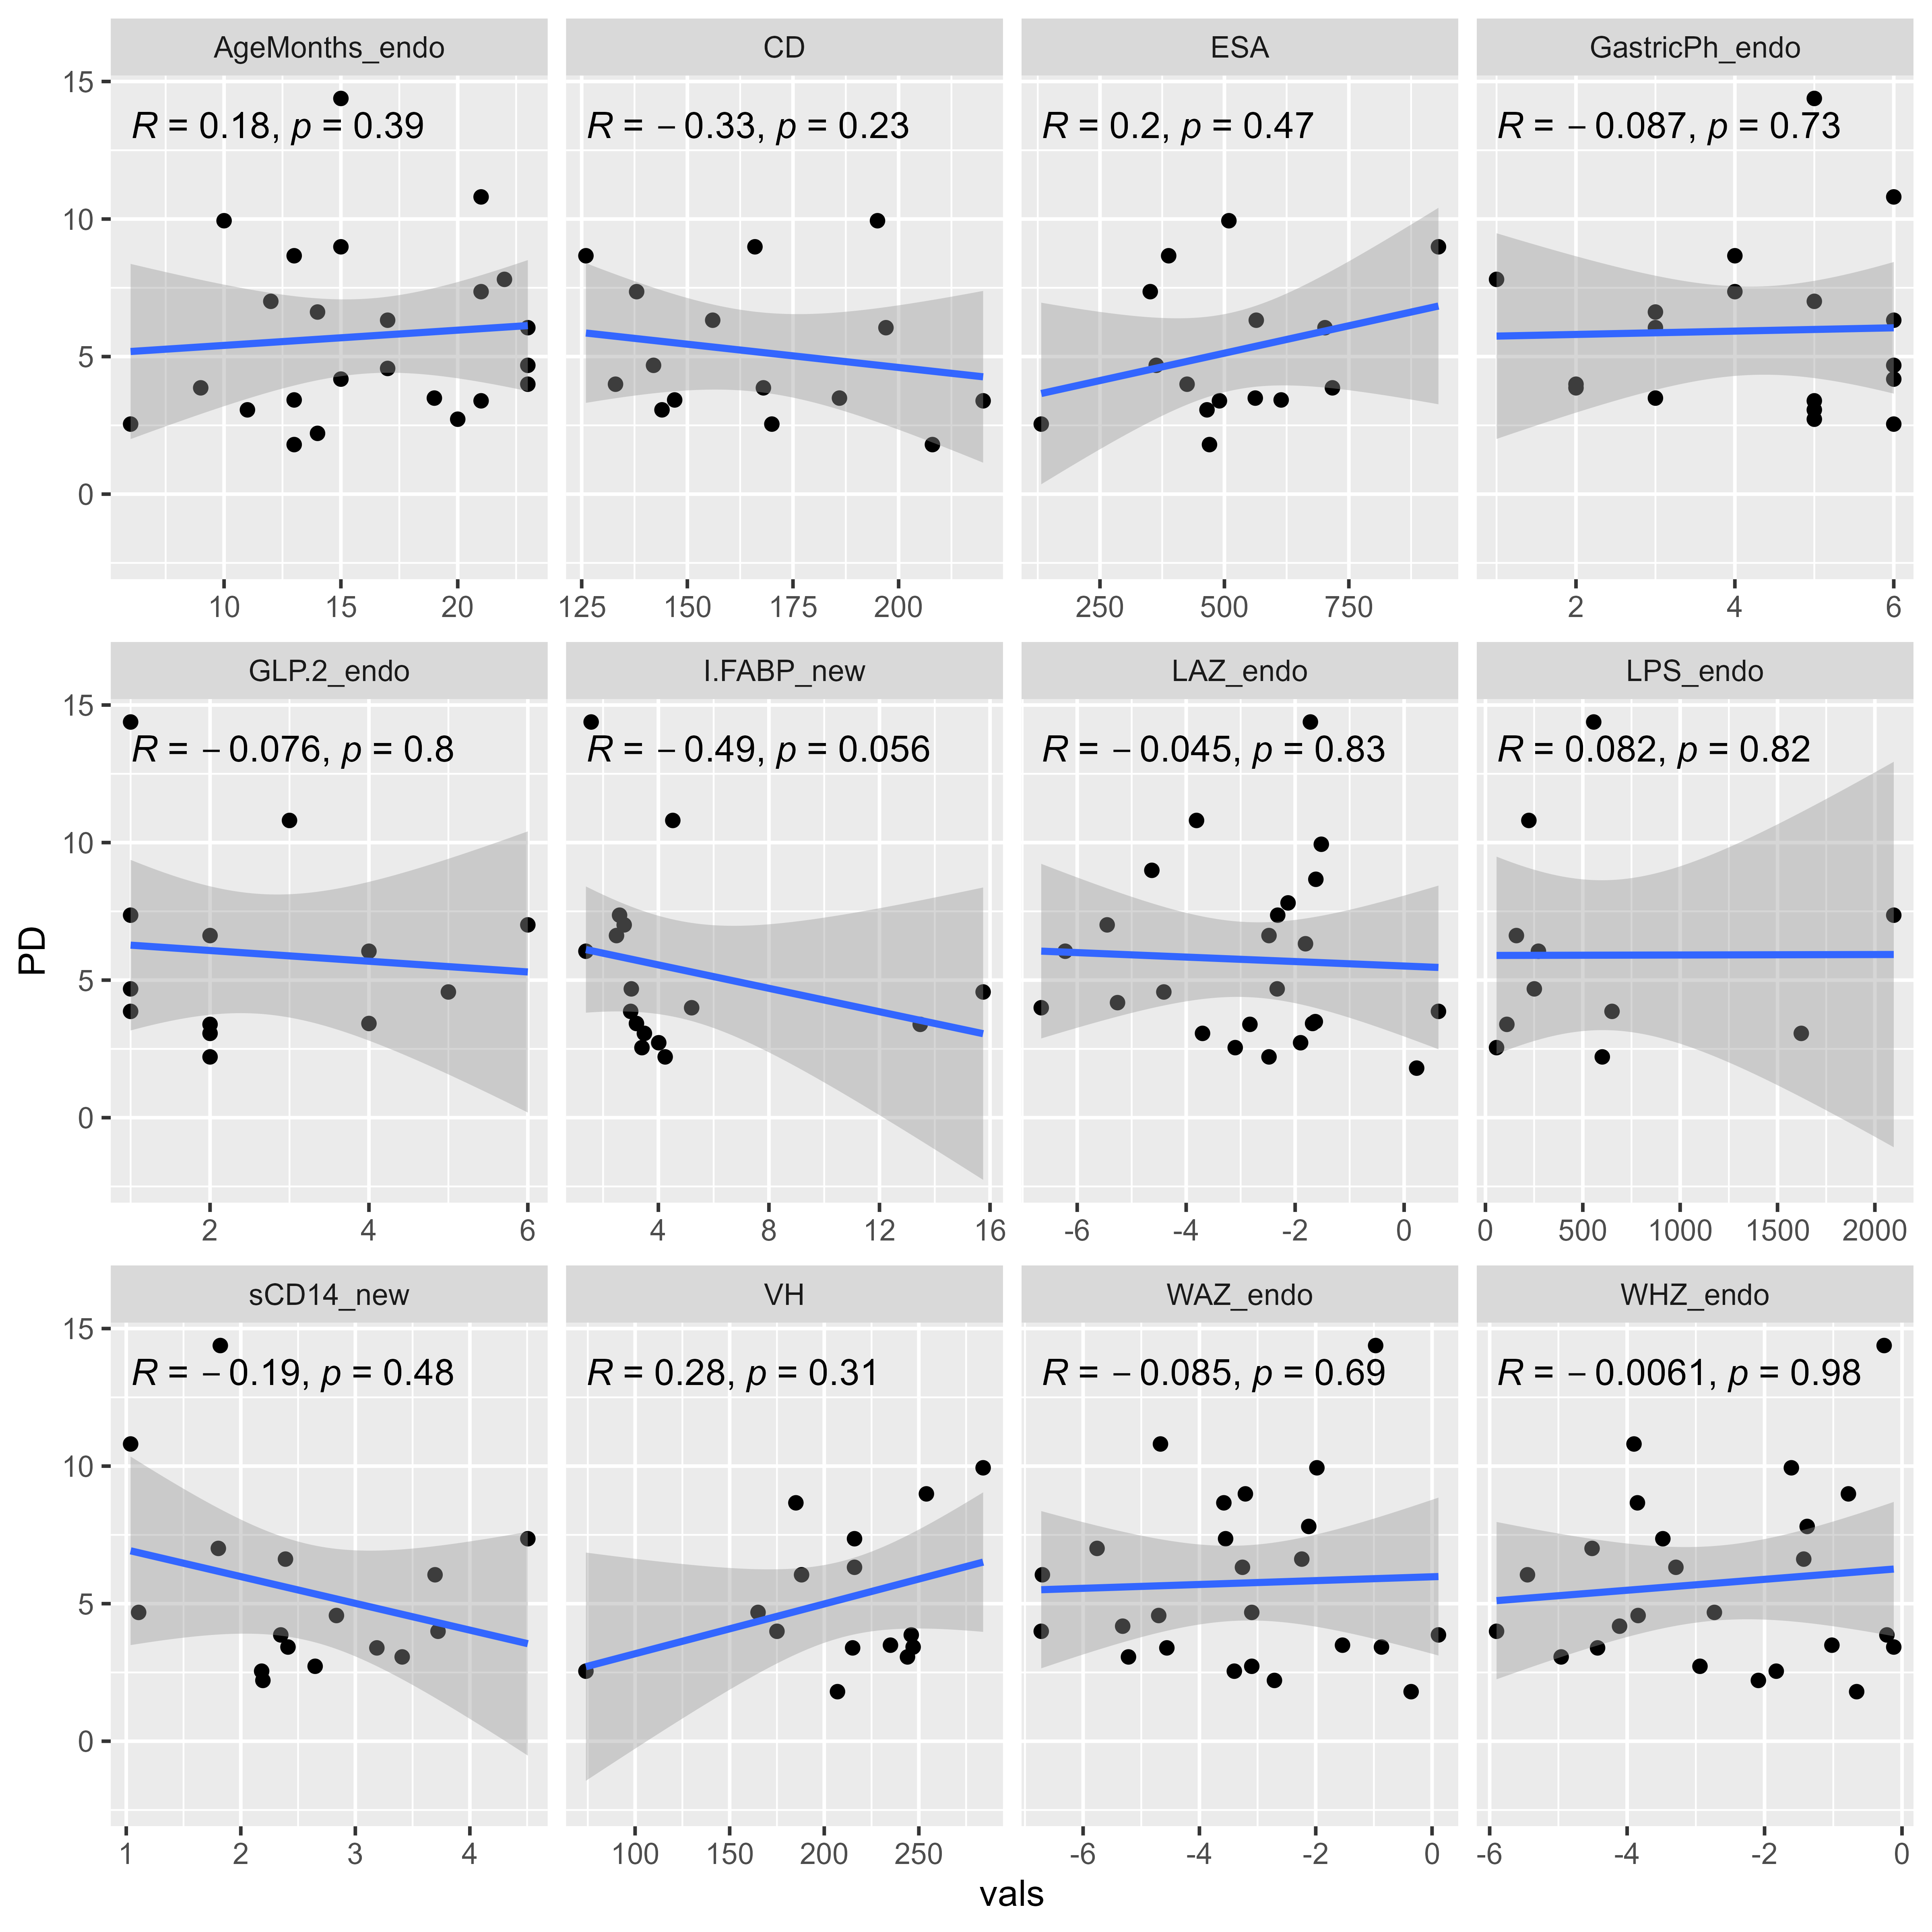 AgeMonths_endo CD ESA GastricPh_endo
15
R = 0.18, p = 0.39 R = − 0.33, p = 0.23 R = 0.2, p = 0.47 R = − 0.087, p = 0.73
10
5
0
10 15 20 125 150 175 200 250 500 750 2 4 6
GLP.2_endo I.FABP_new LAZ_endo LPS_endo
15
R = − 0.076, p = 0.8 R = − 0.49, p = 0.056 R = − 0.045, p = 0.83 R = 0.082, p = 0.82
10
PD
5
0
2 4 6 4 8 12 16 -6 -4 -2 0 0 500 1000 1500 2000
sCD14_new VH WAZ_endo WHZ_endo
15
R = − 0.19, p = 0.48 R = 0.28, p = 0.31 R = − 0.085, p = 0.69 R = − 0.0061, p = 0.98
10
5
0
1 2 3 4 100 150 200 250 -6 -4 -2 0 -6 -4 -2 0
vals